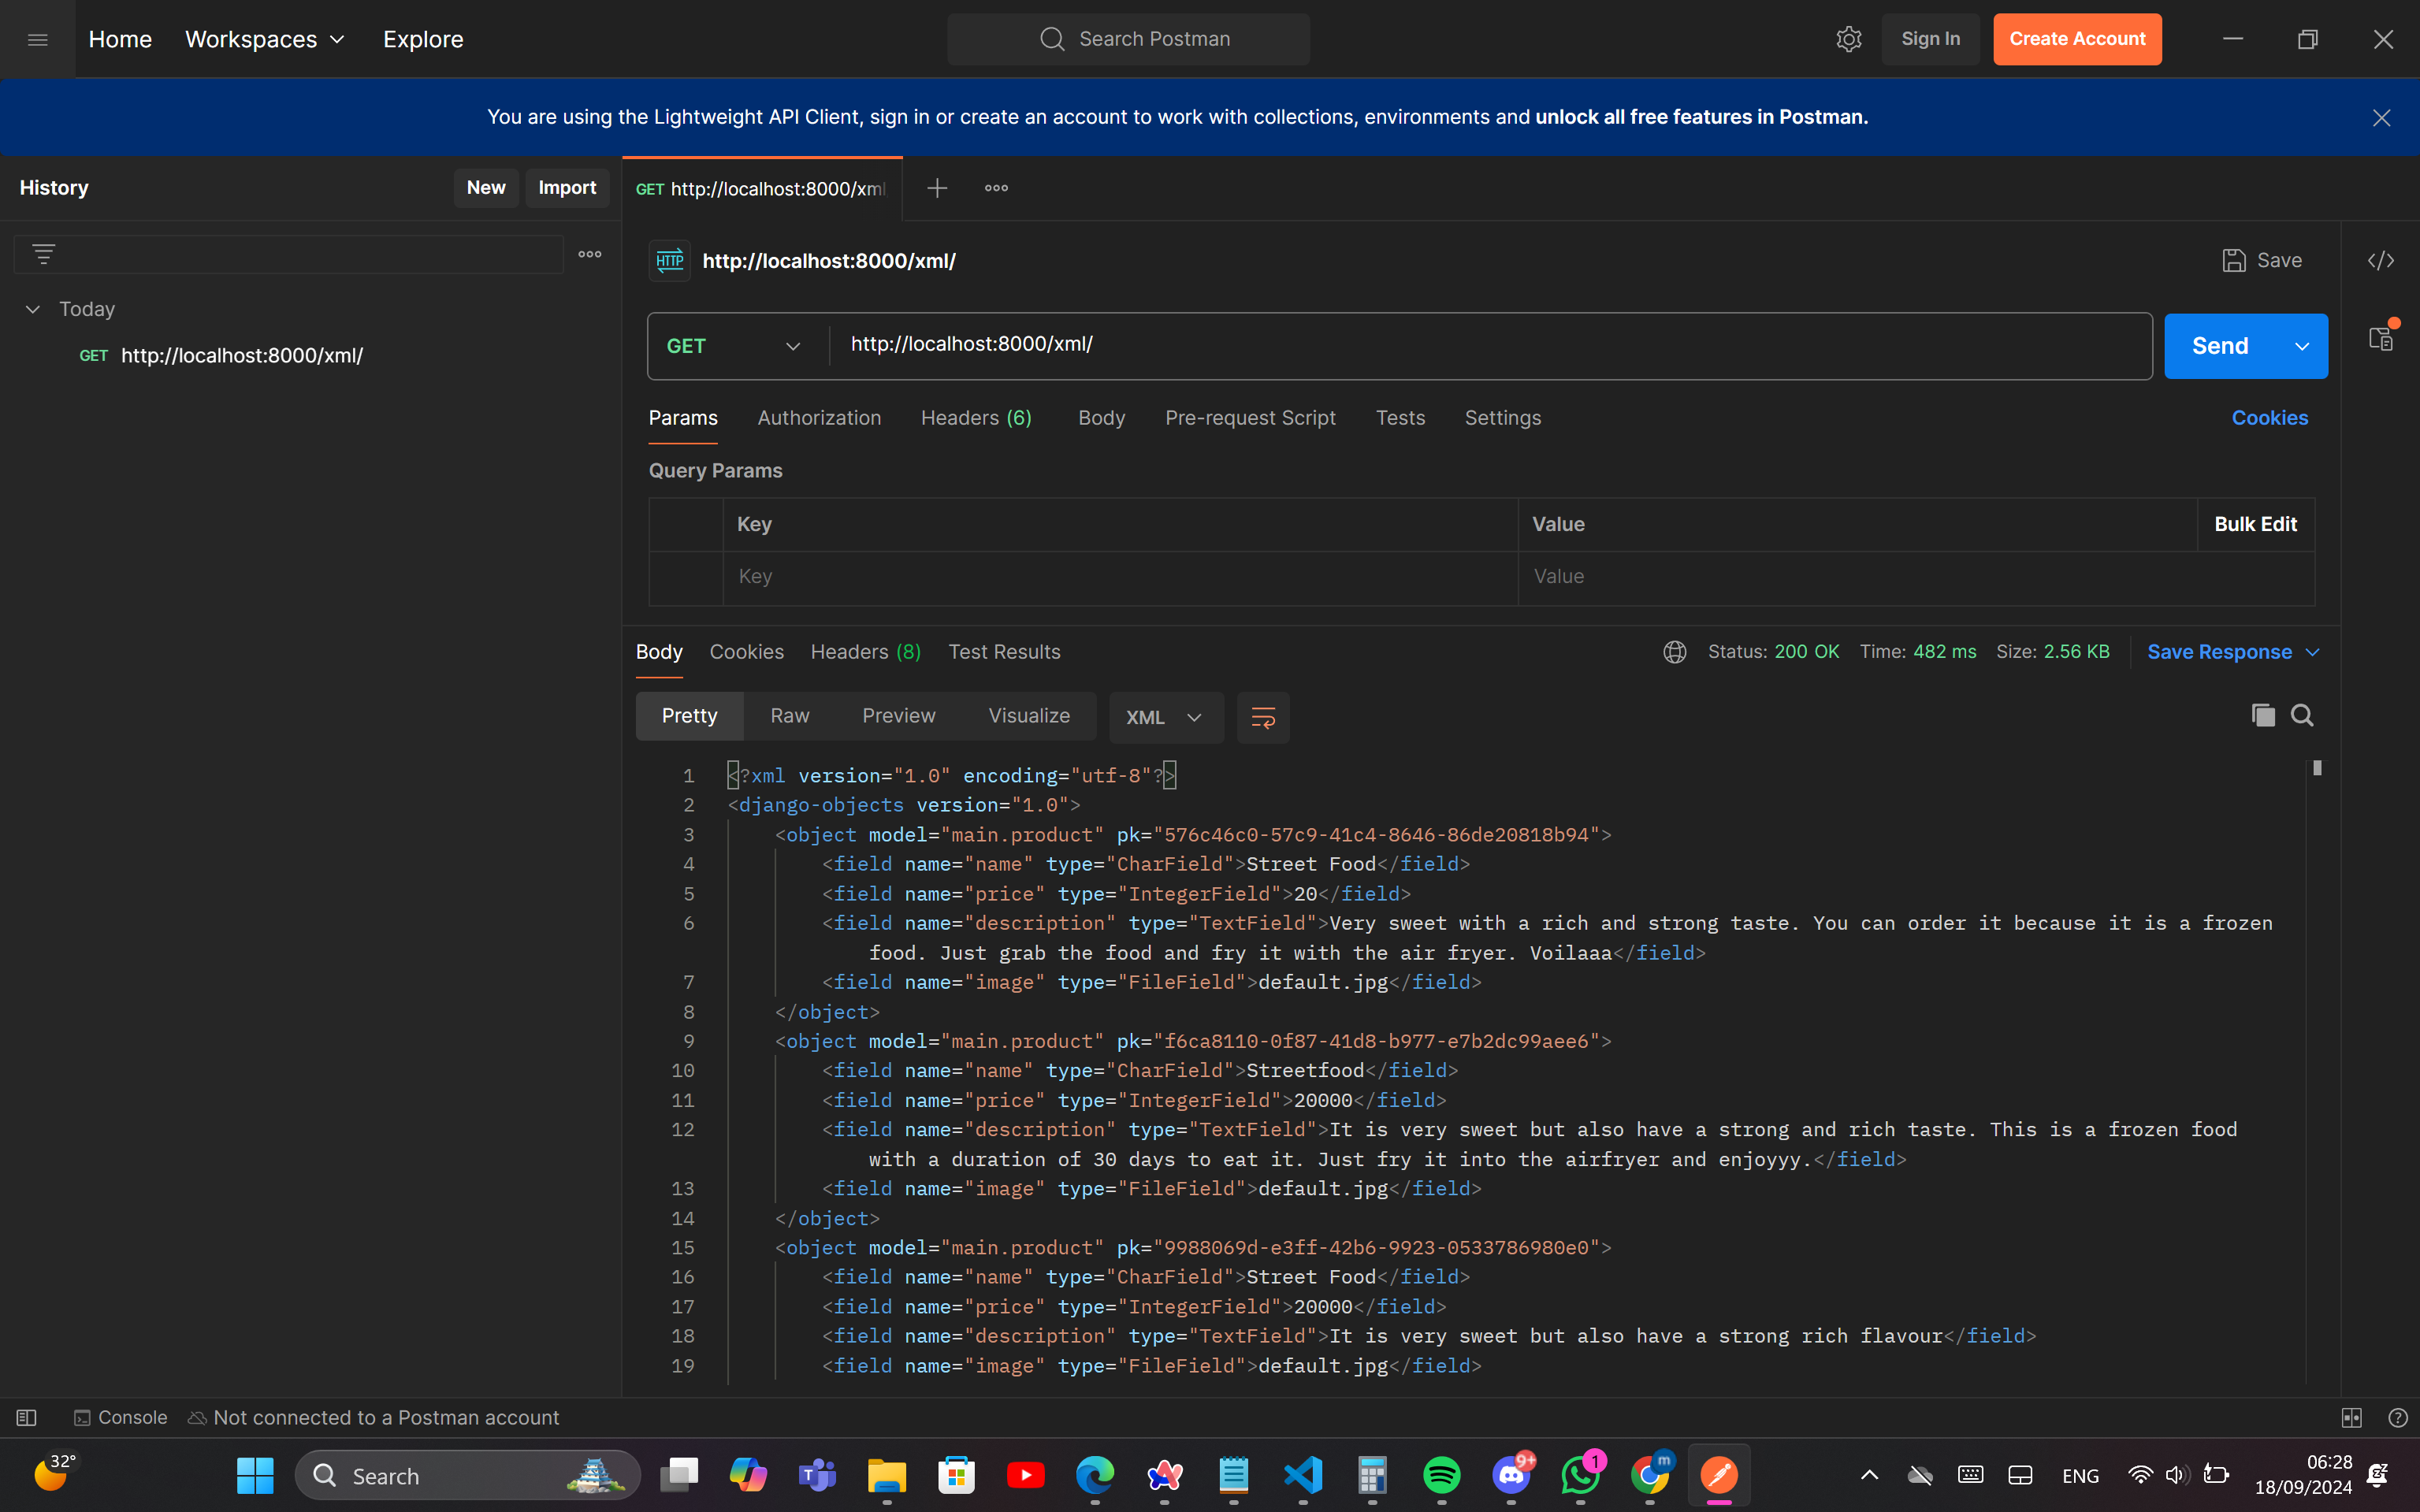 Home Workspaces Explore Search Postman Sign In Create Account
You are using the Lightweight API Client, sign in or create an account to work with collections, environments and unlock all free features in Postman.
History New Import GET http://localhost:8000/xml
HTTP http://localhost:8000/xml/ Save
Today
GET http://localhost:8000/xml/
GET http://localhost:8000/xml/ Send
Params Authorization Headers (6) Body Pre-request Script Tests Settings Cookies
Query Params
Key Value Bulk Edit
Key Value
Body Cookies Headers (8) Test Results Status: 200 OK Time: 482 ms Size: 2.56 KB Save Response
Pretty Raw Preview Visualize XML
1 <?xml version="1.0" encoding="utf-8"?>
2 <django-objects version="1.0">
3 <object model="main.product" pk="576c46c0-57c9-41c4-8646-86de20818b94">
4 <field name="name" type="CharField">Street Food</field>
5 <field name="price" type="IntegerField">20</field>
6 <field name="description" type="TextField">Very sweet with a rich and strong taste. You can order it because it is a frozen
food. Just grab the food and fry it with the air fryer. Voilaaa</field>
7 <field name="image" type="FileField">default.jpg</field>
8 </object>
9 <object model="main.product" pk="f6ca8110-0f87-41d8-b977-e7b2dc99aee6">
10 <field name="name" type="CharField">Streetfood</field>
11 <field name="price" type="IntegerField">20000</field>
12 <field name="description" type="TextField">It is very sweet but also have a strong and rich taste. This is a frozen food
with a duration of 30 days to eat it. Just fry it into the airfryer and enjoyyy.</field>
13 <field name="image" type="FileField">default.jpg</field>
14 </object>
15 <object model="main.product" pk="9988069d-e3ff-42b6-9923-0533786980e0">
16 <field name="name" type="CharField">Street Food</field>
17 <field name="price" type="IntegerField">20000</field>
18 <field name="description" type="TextField">It is very sweet but also have a strong rich flavour</field>
19 <field name="image" type="FileField">default.jpg</field>
Console Not connected to a Postman account
32° Search T 9+ 1 m ENG 06:28
18/09/2024